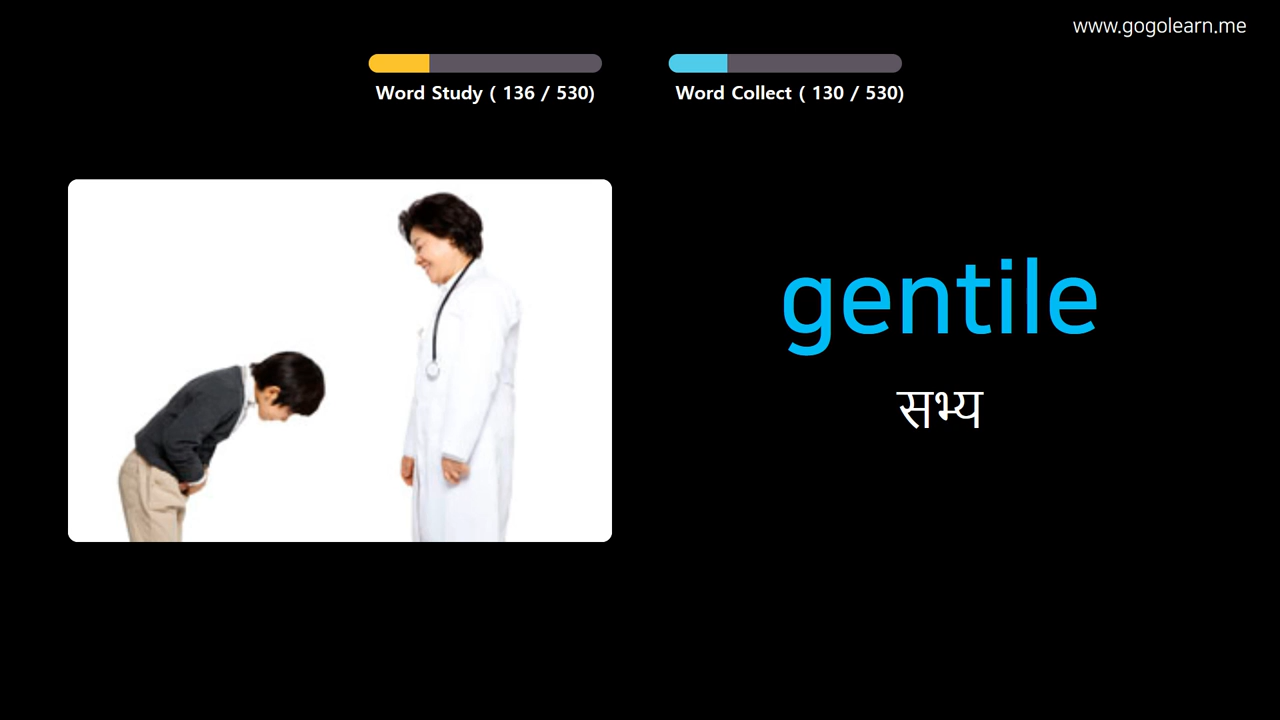 www.gogolearn.me
Word Study ( 136 / 530)
Word Collect ( 130 / 530)
gentile
सभ्य